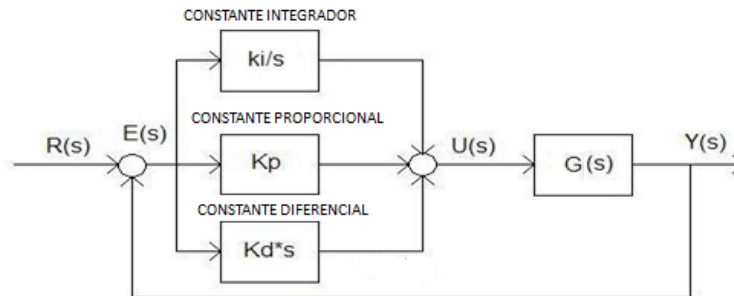 CONSTANTE INTEGRADOR
ki/s
CONSTANTE PROPORCIONAL
R(s)
E(s)
Kp
U(s)
G(s)
Y(s)
CONSTANTE DIFERENCIAL
Kd*s